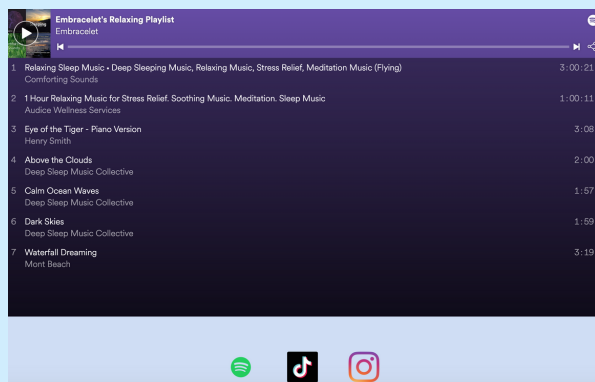 Embracelet's Relaxing Playlist
Embracelet
1 Relaxing Sleep Music • Deep Sleeping Music, Relaxing Music, Stress Relief, Meditation Music (Flying) 3:00:21
Comforting Sounds
2 1 Hour Relaxing Music for Stress Relief. Soothing Music. Meditation. Sleep Music 1:00:11
Audice Wellness Services
3 Eye of the Tiger - Piano Version 3:08
Henry Smith
4 Above the Clouds 2:00
Deep Sleep Music Collective
5 Calm Ocean Waves 1:57
Deep Sleep Music Collective
6 Dark Skies 1:59
Deep Sleep Music Collective
7 Waterfall Dreaming 3:19
Mont Beach